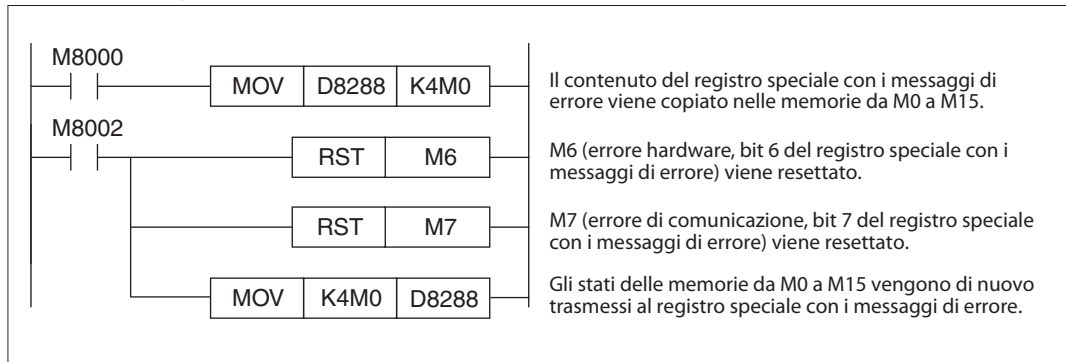 M8000
MOV D8288 K4M0
Il contenuto del registro speciale con i messaggi di
errore viene copiato nelle memorie da M0 a M15.
M8002
RST M6
M6 (errore hardware, bit 6 del registro speciale con i
messaggi di errore) viene resettato.
RST M7
M7 (errore di comunicazione, bit 7 del registro speciale
con i messaggi di errore) viene resettato.
MOV K4M0 D8288
Gli stati delle memorie da M0 a M15 vengono di nuovo
trasmessi al registro speciale con i messaggi di errore.